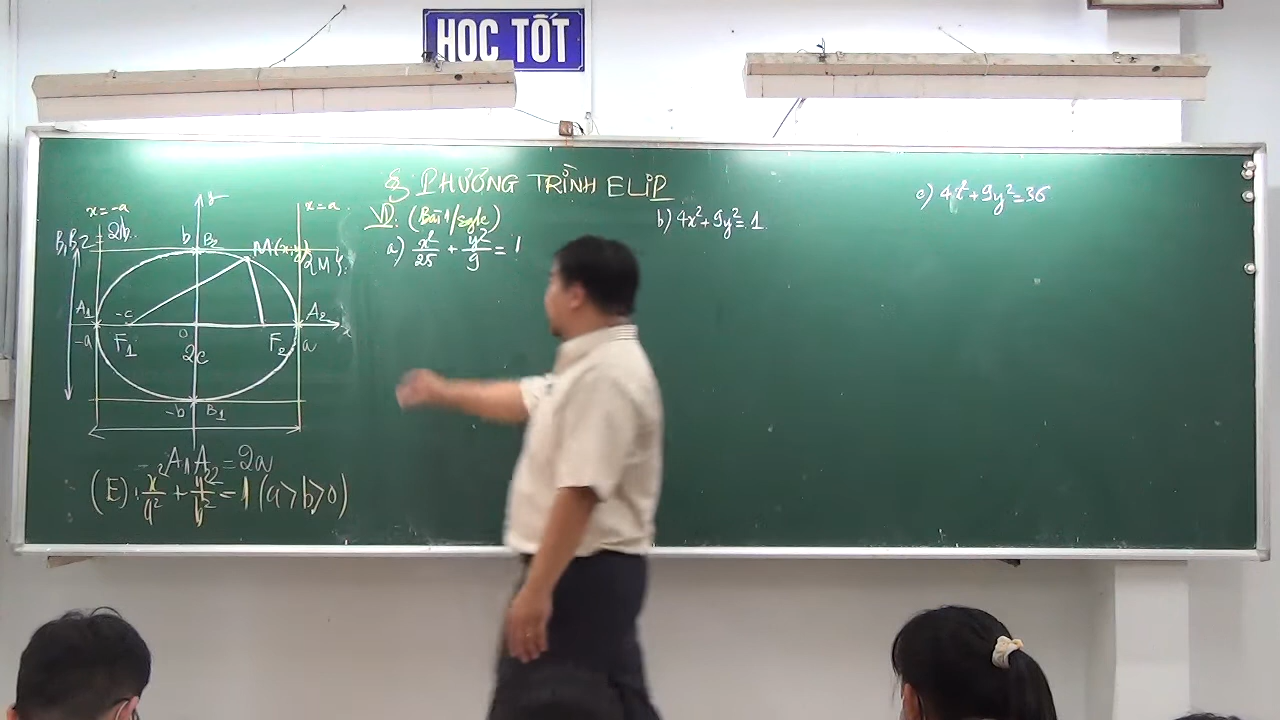 HỌC TỐT
§ PHƯƠNG TRÌNH ELIP
VD: (Bài 1/sgk)
a) x²/25 + y²/9 = 1
b) 4x²+9y²=1
c) 4x²+9y²=36
x=-a
y
x=a
B₁B₂ = 2b
b
B₂
M(x,y)
A₁
-c
A₂
-a
F₁
O
F₂
a
x
2c
-b
B₁
A₁A₂ = 2a
(E): x²/a² + y²/b² = 1 (a>b>0)